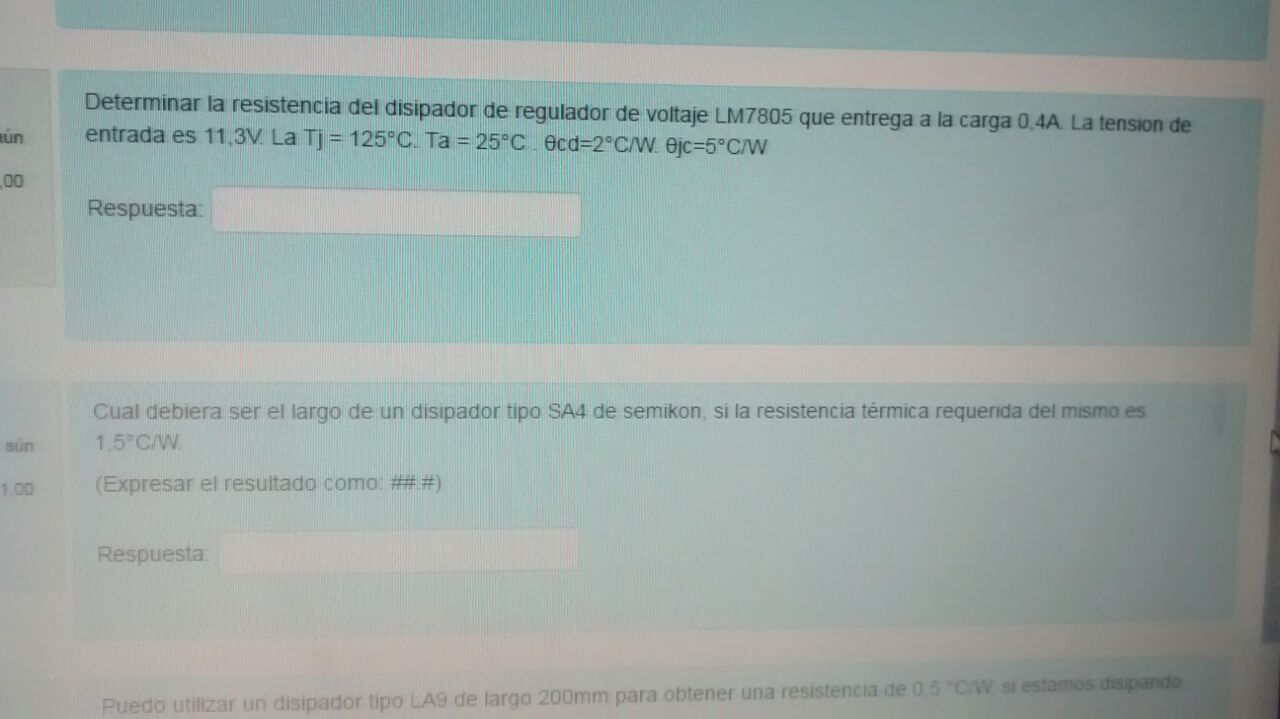 Determinar la resistencia del disipador de regulador de voltaje LM7805 que entrega a la carga 0,4A. La tension de
aún
entrada es 11,3V. La Tj = 125°C. Ta = 25°C . θcd=2°C/W. θjc=5°C/W
,00
Respuesta:
Cual debiera ser el largo de un disipador tipo SA4 de semikon, si la resistencia térmica requerida del mismo es
aún
1,5°C/W.
1,00
(Expresar el resultado como: ##.#)
Respuesta:
Puedo utilizar un disipador tipo LA9 de largo 200mm para obtener una resistencia de 0.5 °C/W, si estamos disipando